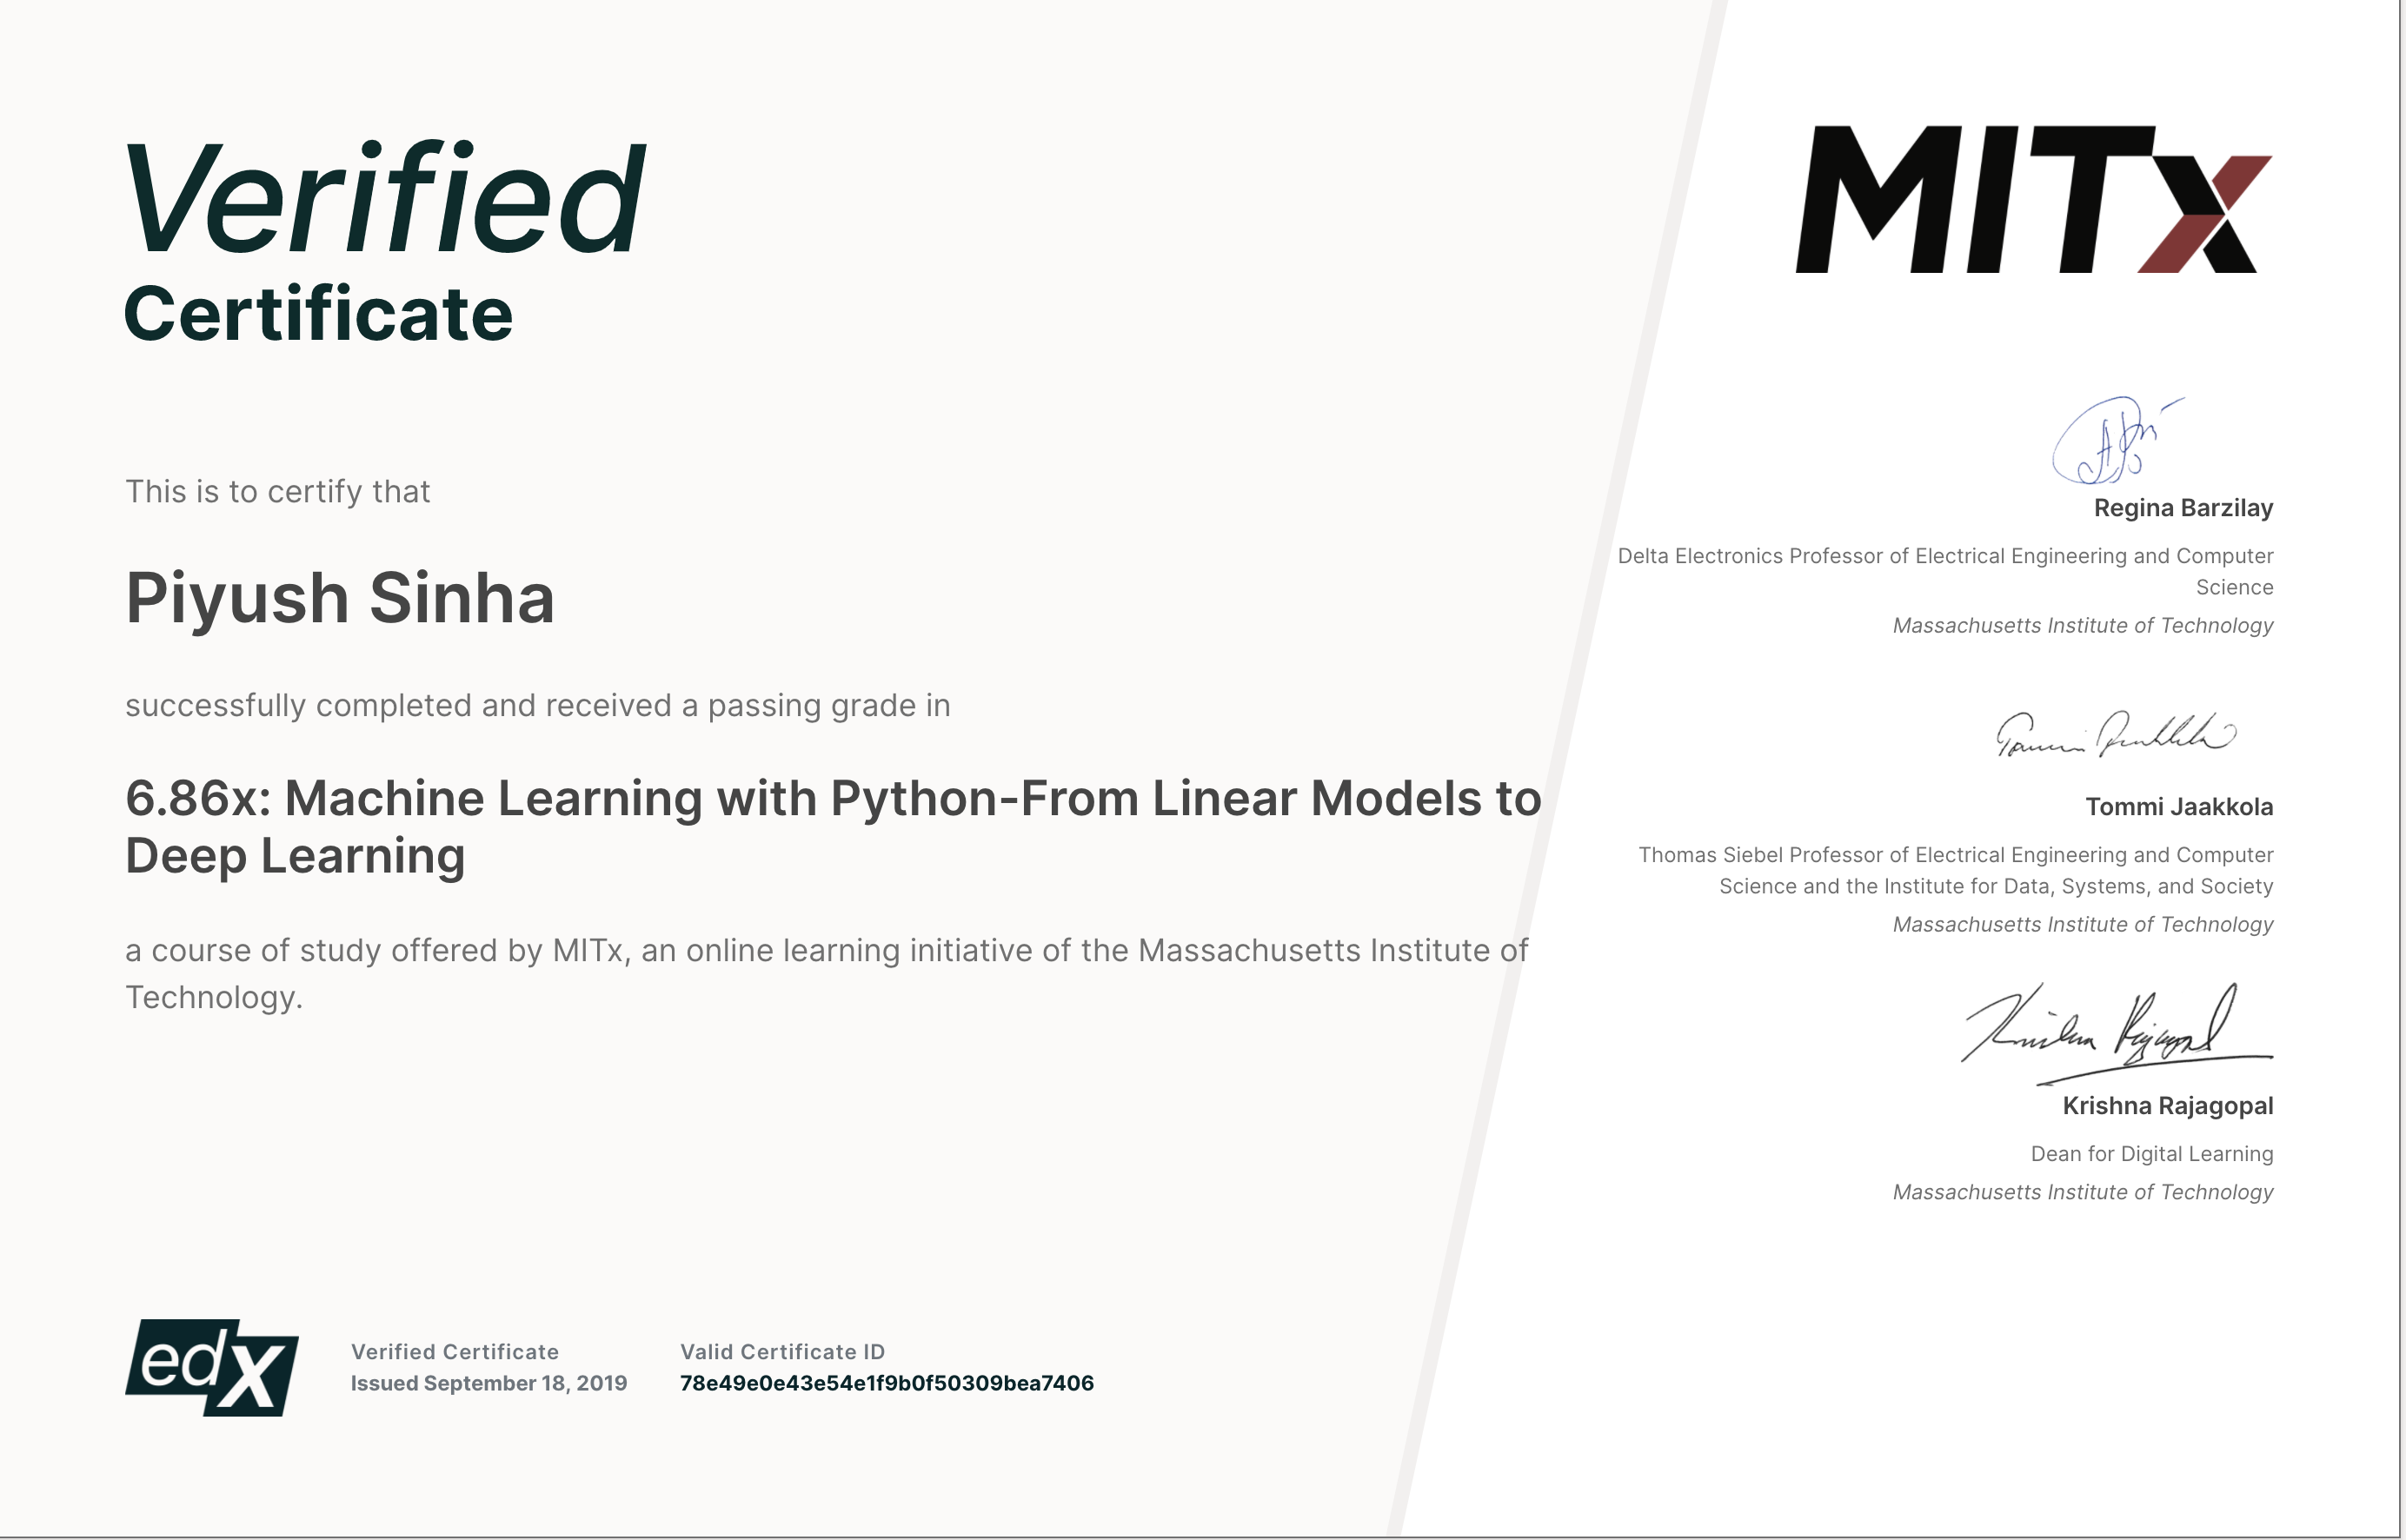 Verified
Certificate
This is to certify that
Piyush Sinha
successfully completed and received a passing grade in
6.86x: Machine Learning with Python-From Linear Models to
Deep Learning
a course of study offered by MITx, an online learning initiative of the Massachusetts Institute of
Technology.
edX
Verified Certificate
Issued September 18, 2019
Valid Certificate ID
78e49e0e43e54e1f9b0f50309bea7406
MITx
Regina Barzilay
Delta Electronics Professor of Electrical Engineering and Computer
Science
Massachusetts Institute of Technology
Tommi Jaakkola
Thomas Siebel Professor of Electrical Engineering and Computer
Science and the Institute for Data, Systems, and Society
Massachusetts Institute of Technology
Krishna Rajagopal
Dean for Digital Learning
Massachusetts Institute of Technology